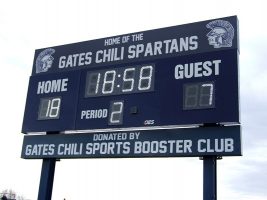 HOME OF THE
GATES CHILI SPARTANS
HOME 18:58 GUEST
18 PERIOD 2 7
DONATED BY
GATES CHILI SPORTS BOOSTER CLUB